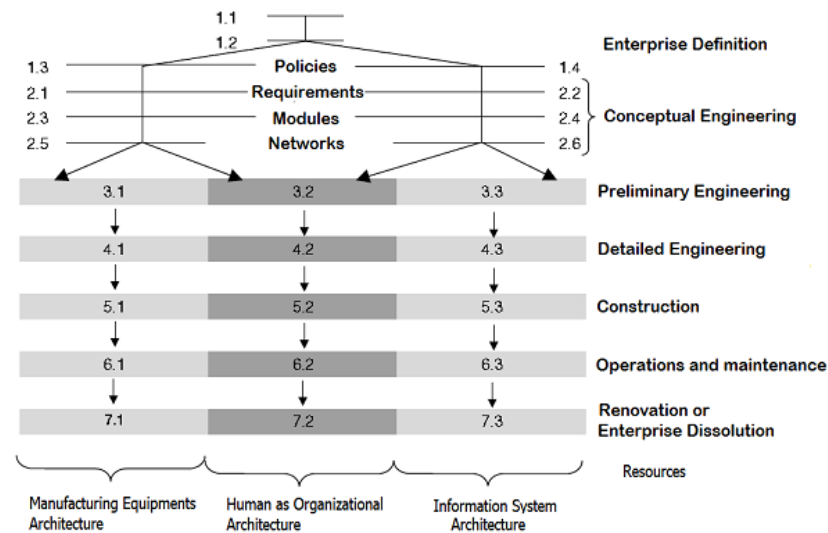 1.1
1.2
Enterprise Definition
1.3 Policies 1.4
2.1 Requirements 2.2
2.3 Modules 2.4 Conceptual Engineering
2.5 Networks 2.6
3.1 3.2 3.3 Preliminary Engineering
4.1 4.2 4.3 Detailed Engineering
5.1 5.2 5.3 Construction
6.1 6.2 6.3 Operations and maintenance
7.1 7.2 7.3 Renovation or
Enterprise Dissolution
Resources
Manufacturing Equipments
Architecture
Human as Organizational
Architecture
Information System
Architecture